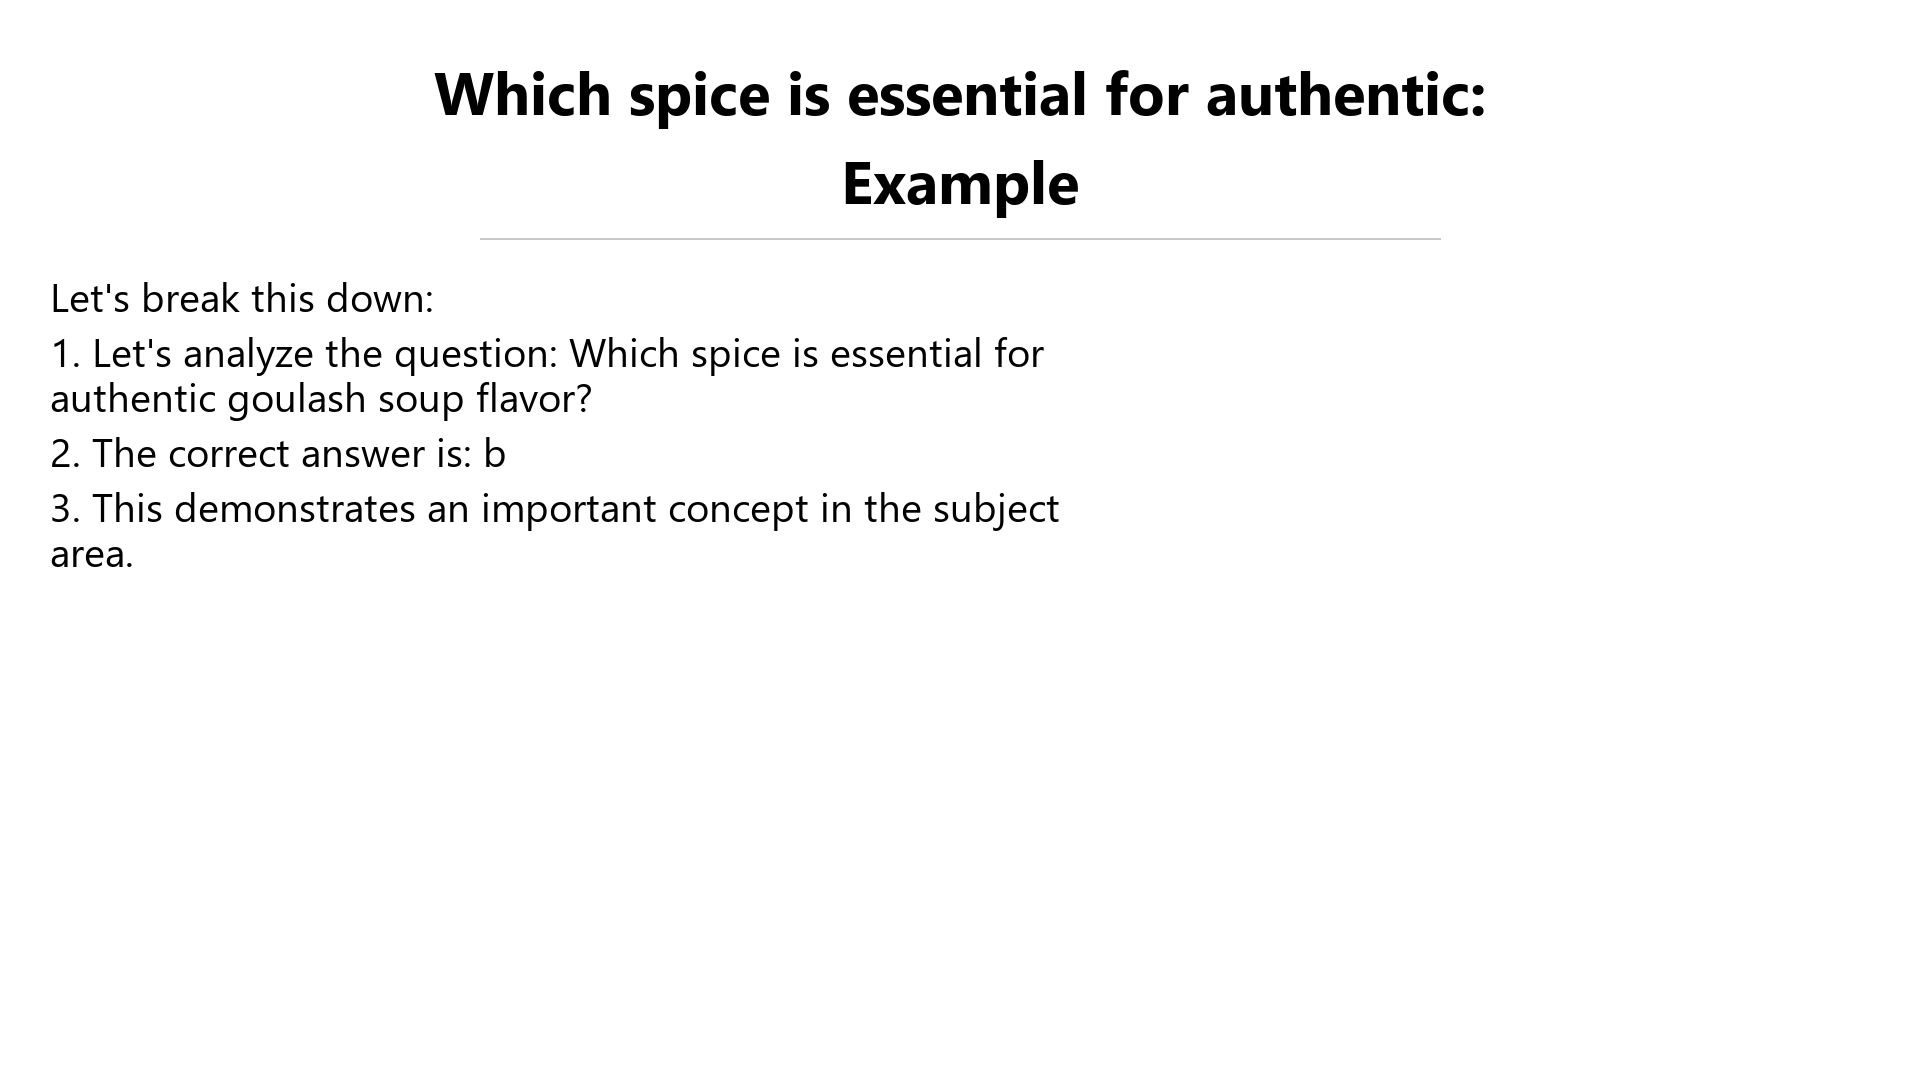 Which spice is essential for authentic:
Example
Let's break this down:
1. Let's analyze the question: Which spice is essential for
authentic goulash soup flavor?
2. The correct answer is: b
3. This demonstrates an important concept in the subject
area.